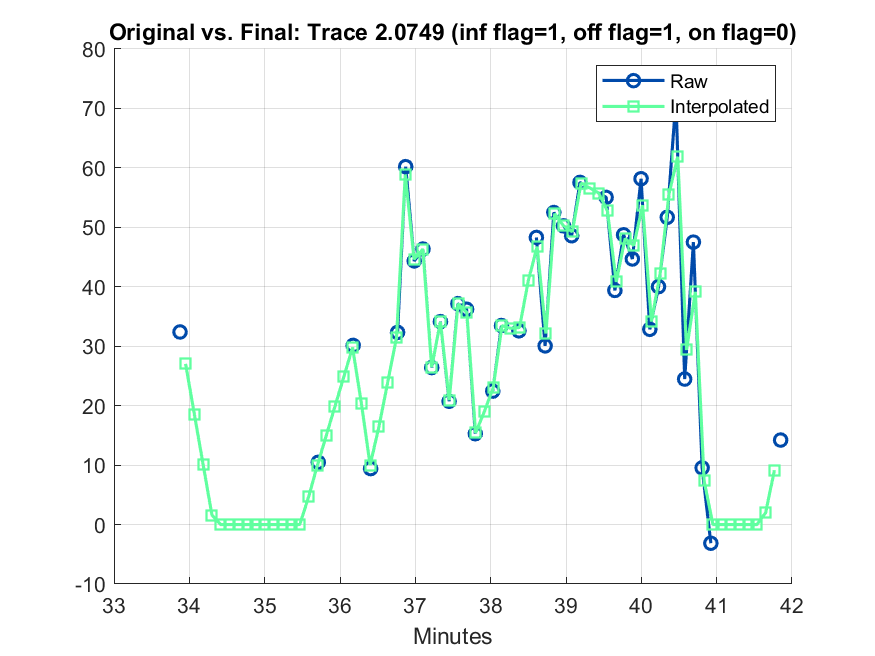 Original vs. Final: Trace 2.0749 (inf flag=1, off flag=1, on flag=0)
80
70
60
50
40
30
20
10
0
-10
Raw
Interpolated
33 34 35 36 37 38 39 40 41 42
Minutes